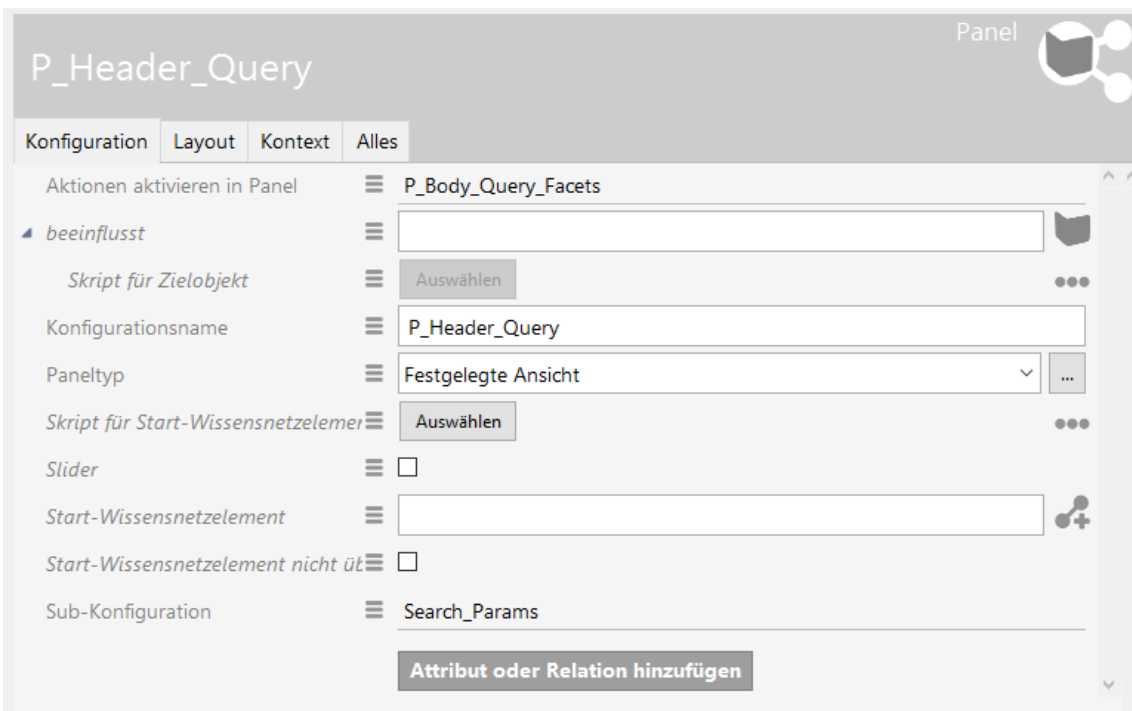 Panel
P_Header_Query
Konfiguration Layout Kontext Alles
Aktionen aktivieren in Panel P_Body_Query_Facets
beeinflusst
Skript für Zielobjekt Auswählen
Konfigurationsname P_Header_Query
Paneltyp Festgelegte Ansicht ...
Skript für Start-Wissensnetzelemen Auswählen
Slider
Start-Wissensnetzelement
Start-Wissensnetzelement nicht üb
Sub-Konfiguration Search_Params
Attribut oder Relation hinzufügen